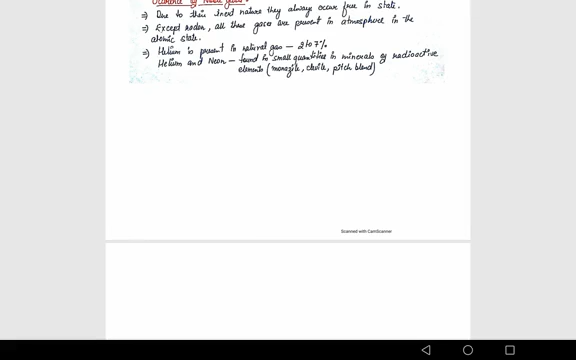 Occurence of Noble gases :
⇒ Due to their Inert nature they always occur free in state.
⇒ Except radon, all these gases are present in atmosphere in the
atomic state.
⇒ Helium is present in natural gas – 2 to 7%
Helium and Neon – found in small quantities in minerals of radioactive
elements (monazite, cleveite, pitch blend)
Scanned with CamScanner